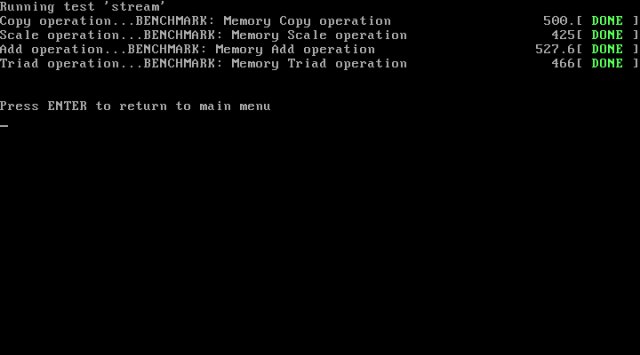 Running test 'stream'
Copy operation...BENCHMARK: Memory Copy operation 500.[ DONE ]
Scale operation...BENCHMARK: Memory Scale operation 425[ DONE ]
Add operation...BENCHMARK: Memory Add operation 527.6[ DONE ]
Triad operation...BENCHMARK: Memory Triad operation 466[ DONE ]
Press ENTER to return to main menu